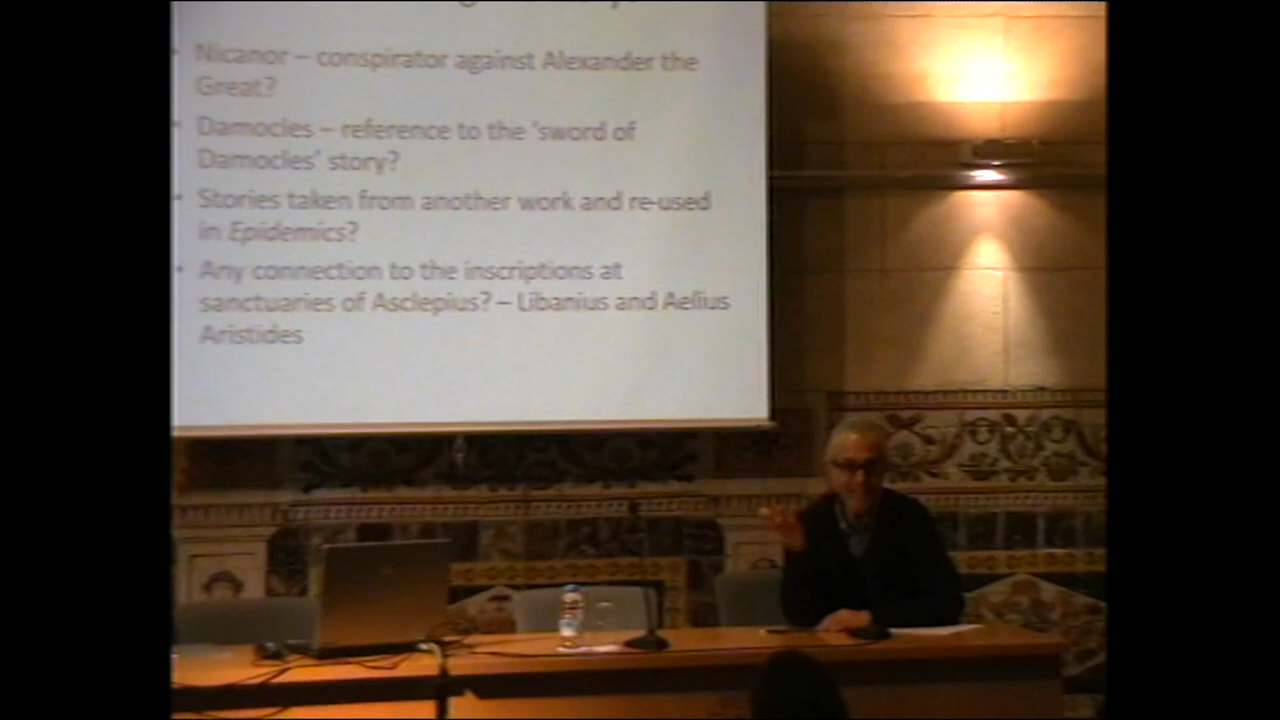 • Nicanor – conspirator against Alexander the
Great?
• Damocles – reference to the 'sword of
Damocles' story?
• Stories taken from another work and re-used
in Epidemics?
• Any connection to the inscriptions at
sanctuaries of Asclepius? – Libanius and Aelius
Aristides